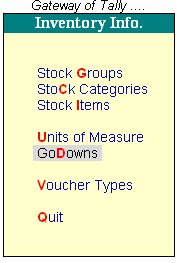 Gateway of Tally ....
Inventory Info.
Stock Groups
StoCk Categories
Stock Items
Units of Measure
GoDowns
Voucher Types
Quit